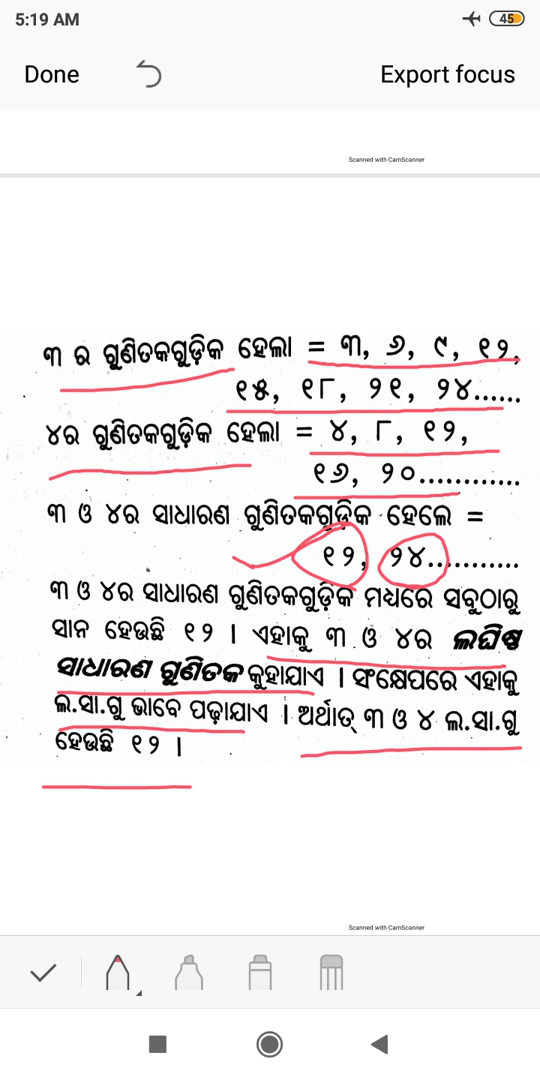 5:19 AM
45
Done
Export focus
Scanned with CamScanner
୩ ର ଗୁଣିତକଗୁଡ଼ିକ ହେଲା = ୩, ୬, ୯, ୧୨,
୧୫, ୧୮, ୨୧, ୨୪......
୪ର ଗୁଣିତକଗୁଡ଼ିକ ହେଲା = ୪, ୮, ୧୨,
୧୬, ୨୦............
୩ ଓ ୪ର ସାଧାରଣ ଗୁଣିତକଗୁଡ଼ିକ ହେଲେ =
୧୨, ୨୪...........
୩ ଓ ୪ର ସାଧାରଣ ଗୁଣିତକଗୁଡ଼ିକ ମଧ୍ୟରେ ସବୁଠାରୁ
ସାନ ହେଉଛି ୧୨ । ଏହାକୁ ୩ ଓ ୪ର ଲଘିଷ୍ଠ
ସାଧାରଣ ଗୁଣିତକ କୁହାଯାଏ । ସଂକ୍ଷେପରେ ଏହାକୁ
ଲ.ସା.ଗୁ ଭାବେ ପଢ଼ାଯାଏ । ଅର୍ଥାତ୍ ୩ ଓ ୪ ଲ.ସା.ଗୁ
ହେଉଛି ୧୨ ।
Scanned with CamScanner